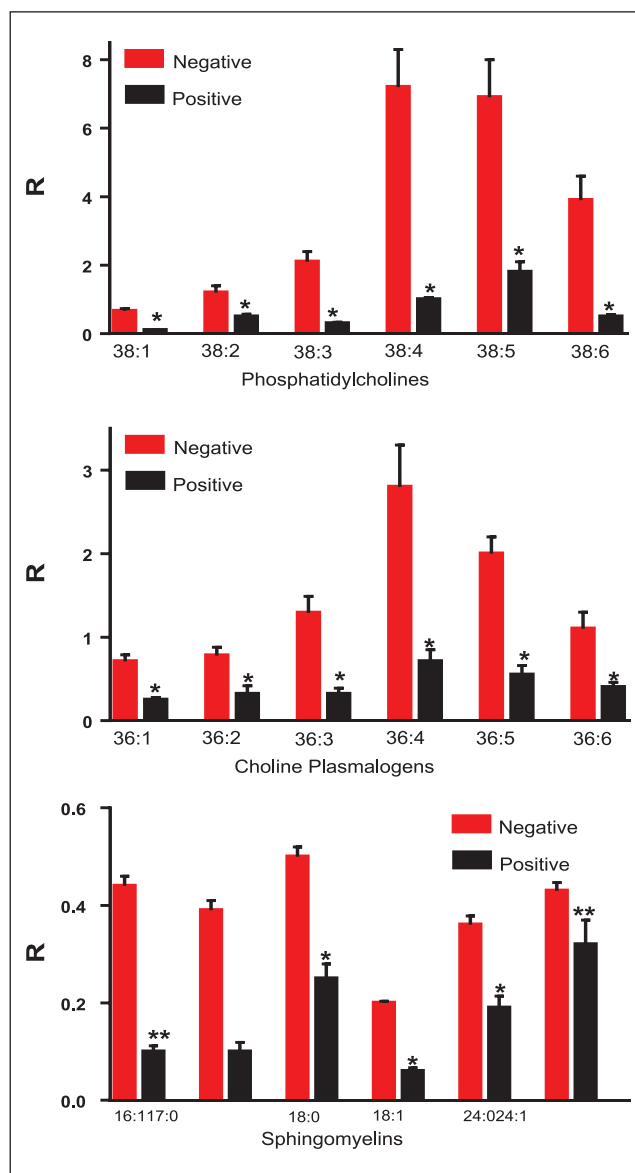 8
6
4
2
0
R
Negative
Positive
*
*
*
*
*
*
38:1 38:2 38:3 38:4 38:5 38:6
Phosphatidylcholines
3
2
1
0
R
Negative
Positive
*
*
*
*
*
*
36:1 36:2 36:3 36:4 36:5 36:6
Choline Plasmalogens
0.6
0.4
0.2
0.0
R
Negative
Positive
**
*
*
*
**
16:117:0 18:0 18:1 24:024:1
Sphingomyelins